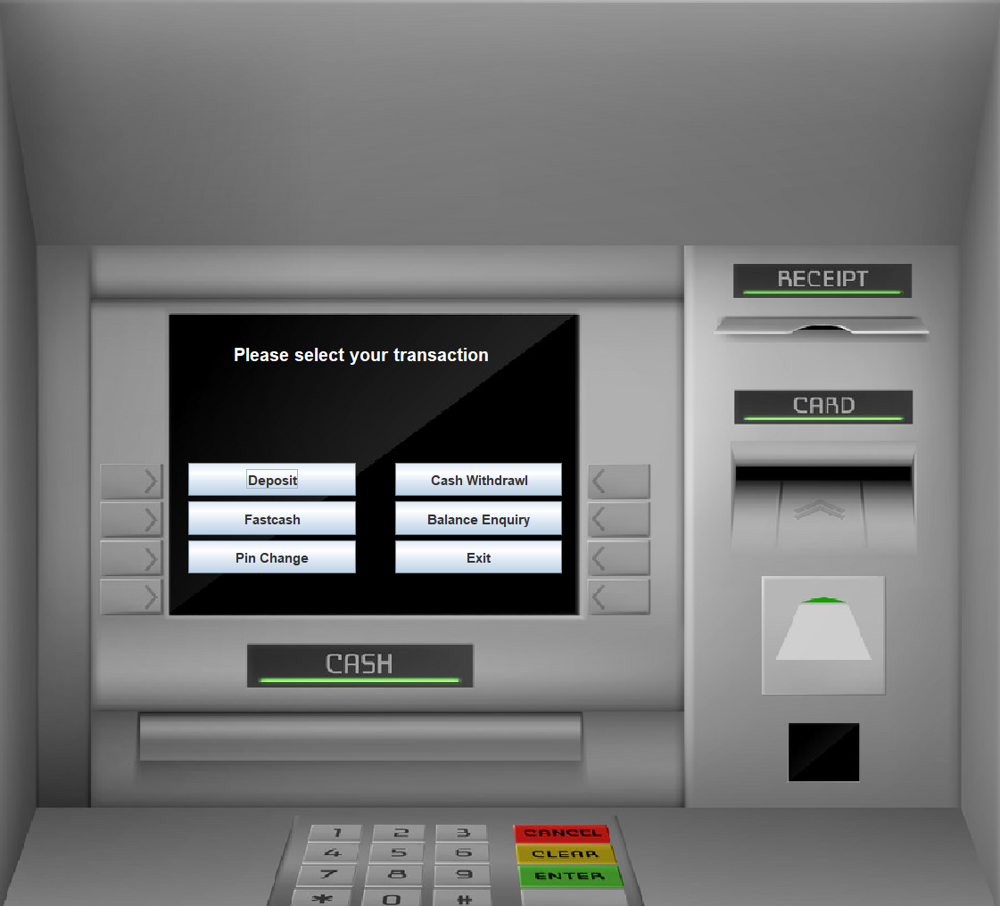 RECEIPT
Please select your transaction
CARD
Deposit
Cash Withdrawl
Fastcash
Balance Enquiry
Pin Change
Exit
CASH
1 2 3 CANCEL
4 5 6 CLEAR
7 8 9 ENTER
* 0 #